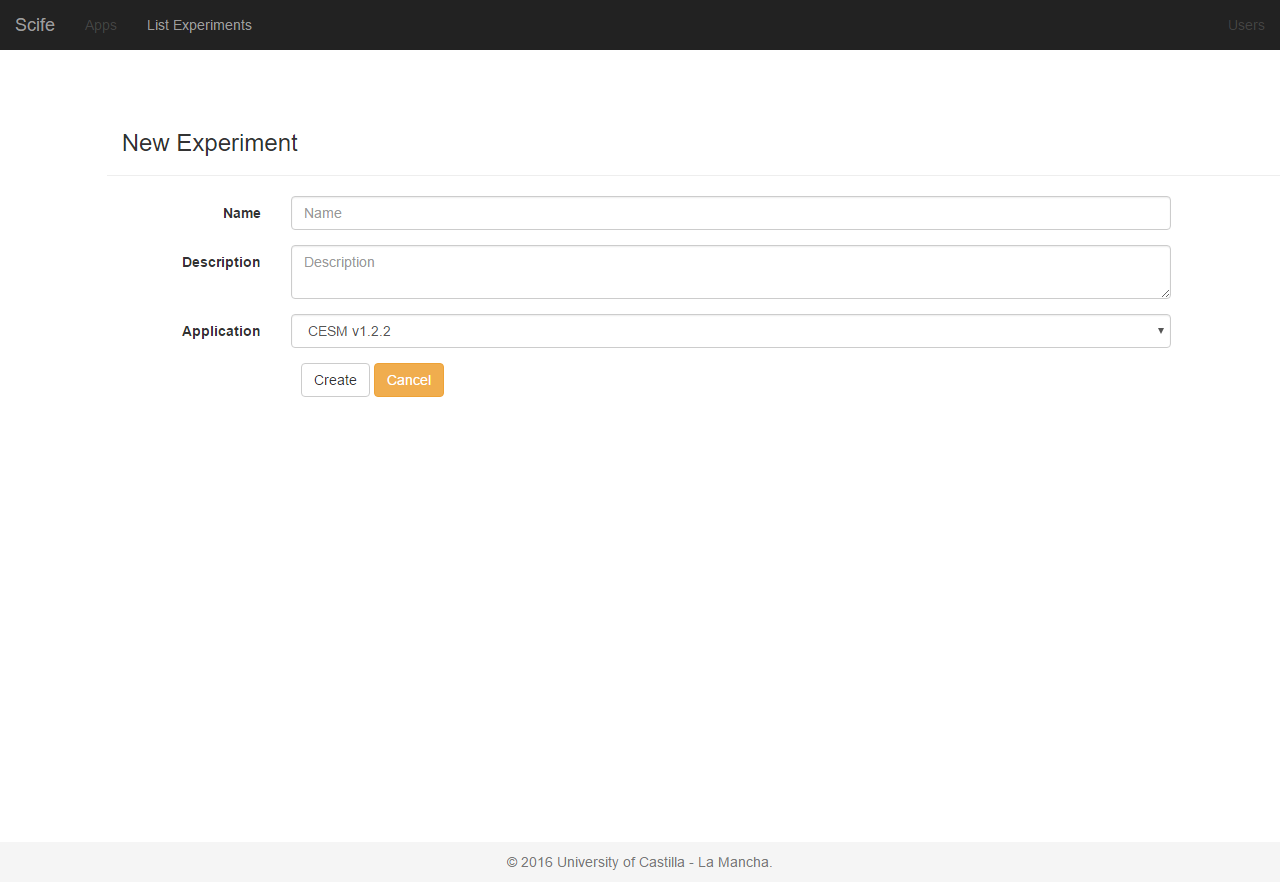 Scife Apps List Experiments Users
New Experiment
Name Name
Description Description
Application CESM v1.2.2
Create Cancel
© 2016 University of Castilla - La Mancha.